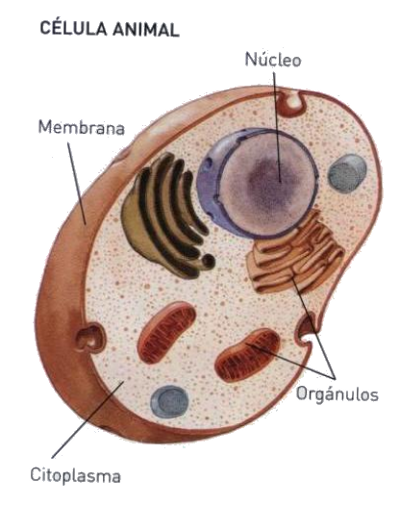 CÉLULA ANIMAL
Núcleo
Membrana
Orgánulos
Citoplasma